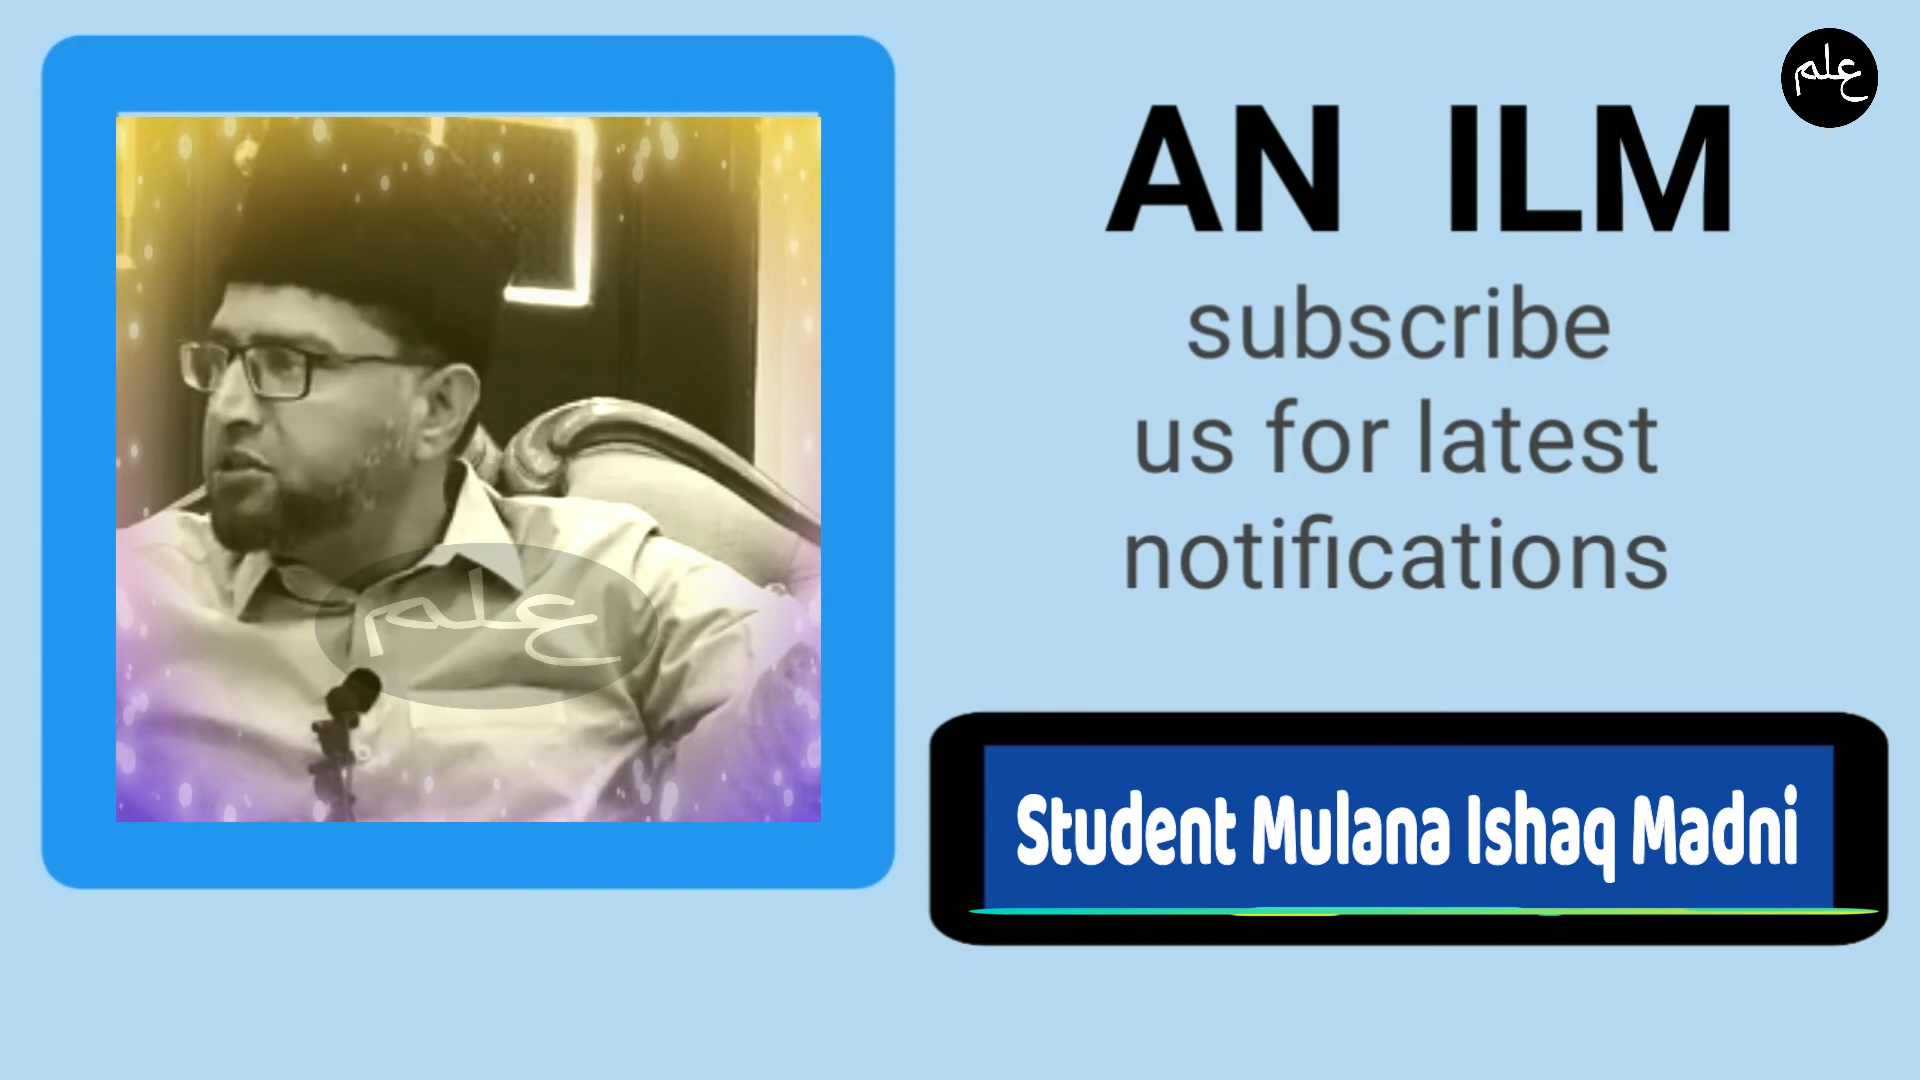 علم
AN ILM
subscribe
us for latest
notifications
علم
Student Mulana Ishaq Madni